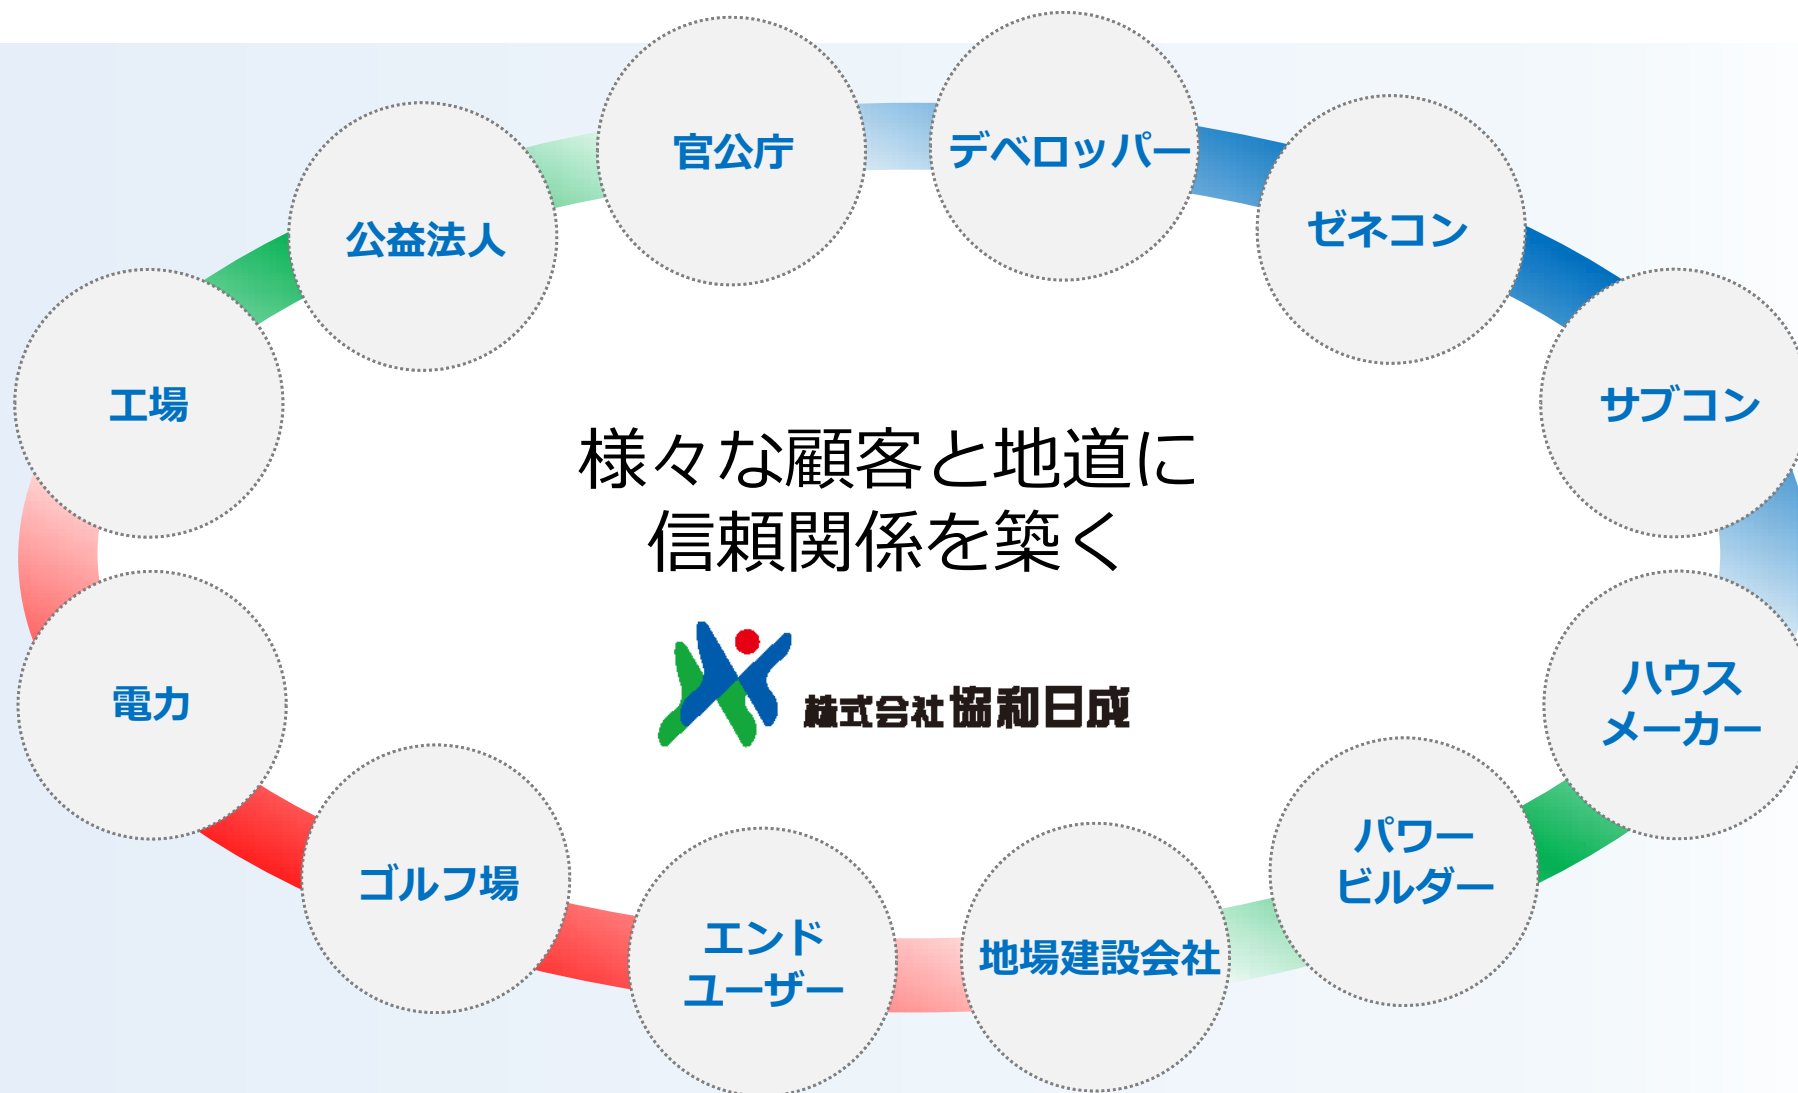 官公庁
デベロッパー
公益法人
ゼネコン
工場
サブコン
様々な顧客と地道に
信頼関係を築く
株式会社協和日成
電力
ハウス
メーカー
ゴルフ場
パワー
ビルダー
エンド
ユーザー
地場建設会社